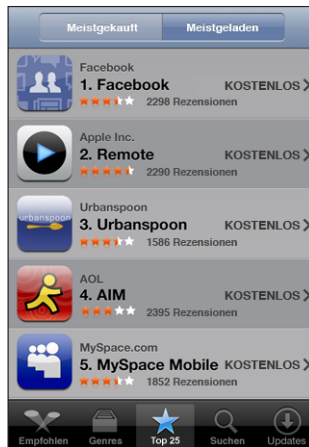 Meistgekauft Meistgeladen
Facebook
1. Facebook KOSTENLOS
2298 Rezensionen
Apple Inc.
2. Remote KOSTENLOS
2290 Rezensionen
urbanspoon
Urbanspoon
3. Urbanspoon KOSTENLOS
1586 Rezensionen
AOL
4. AIM KOSTENLOS
2395 Rezensionen
MySpace.com
5. MySpace Mobile KOSTENLOS
1852 Rezensionen
Empfohlen Genres Top 25 Suchen Updates